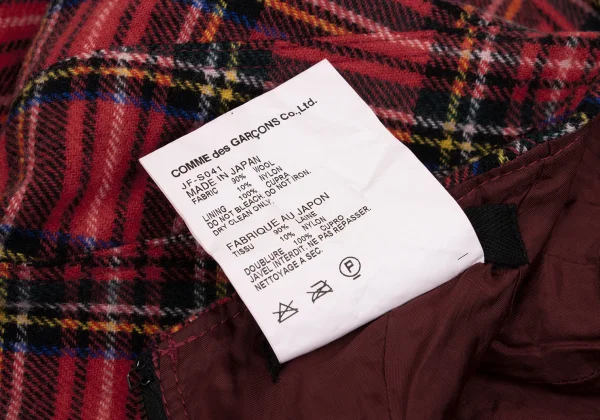 COMME des GARÇONS Co., Ltd.
JF-S041
MADE IN JAPAN
FABRIC 90% WOOL
10% NYLON
LINING 100% CUPRA
DO NOT BLEACH. DO NOT IRON.
DRY CLEAN ONLY.
FABRIQUE AU JAPON
TISSU 90% LAINE
10% NYLON
DOUBLURE 100% CUPRO
JAVEL INTERDIT. NE PAS REPASSER.
NETTOYAGE A SEC.
P